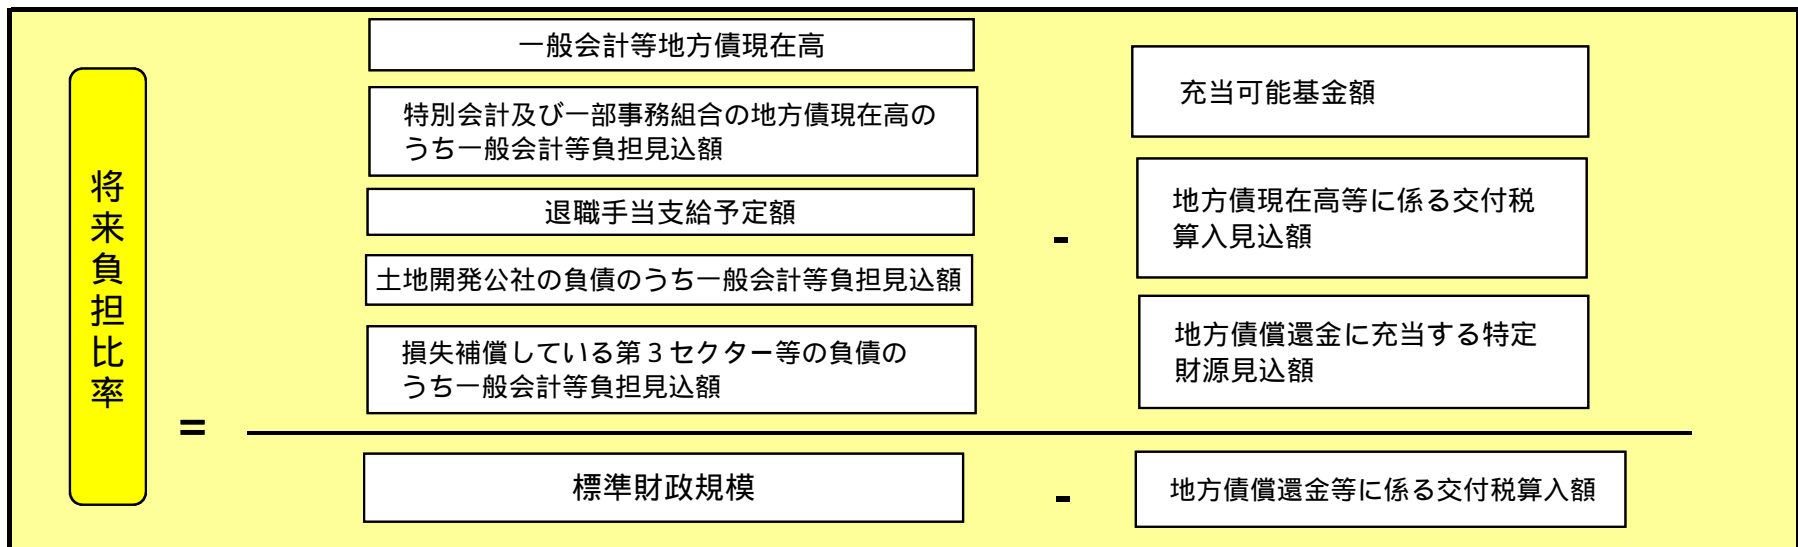 将来負担比率
=
一般会計等地方債現在高
特別会計及び一部事務組合の地方債現在高の
うち一般会計等負担見込額
退職手当支給予定額
土地開発公社の負債のうち一般会計等負担見込額
損失補償している第３セクター等の負債の
うち一般会計等負担見込額
-
充当可能基金額
地方債現在高等に係る交付税
算入見込額
地方債償還金に充当する特定
財源見込額
標準財政規模
-
地方債償還金等に係る交付税算入額